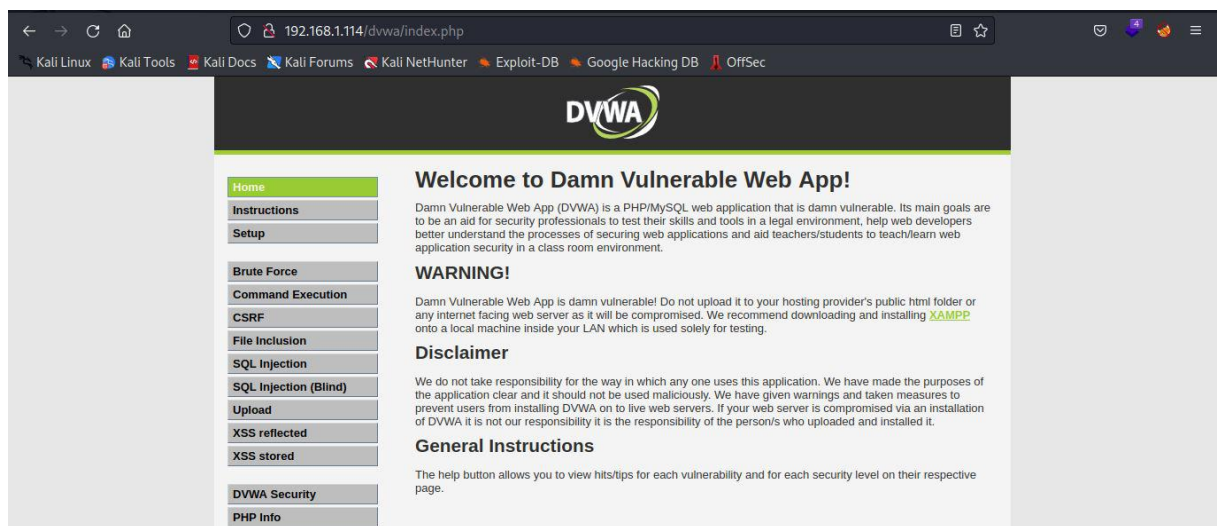 192.168.1.114/dvwa/index.php
4
Kali Linux Kali Tools Kali Docs Kali Forums Kali NetHunter Exploit-DB Google Hacking DB OffSec
DVWA
Home
Instructions
Setup
Brute Force
Command Execution
CSRF
File Inclusion
SQL Injection
SQL Injection (Blind)
Upload
XSS reflected
XSS stored
DVWA Security
PHP Info
Welcome to Damn Vulnerable Web App!
Damn Vulnerable Web App (DVWA) is a PHP/MySQL web application that is damn vulnerable. Its main goals are
to be an aid for security professionals to test their skills and tools in a legal environment, help web developers
better understand the processes of securing web applications and aid teachers/students to teach/learn web
application security in a class room environment.
WARNING!
Damn Vulnerable Web App is damn vulnerable! Do not upload it to your hosting provider's public html folder or
any internet facing web server as it will be compromised. We recommend downloading and installing XAMPP
onto a local machine inside your LAN which is used solely for testing.
Disclaimer
We do not take responsibility for the way in which any one uses this application. We have made the purposes of
the application clear and it should not be used maliciously. We have given warnings and taken measures to
prevent users from installing DVWA on to live web servers. If your web server is compromised via an installation
of DVWA it is not our responsibility it is the responsibility of the person/s who uploaded and installed it.
General Instructions
The help button allows you to view hits/tips for each vulnerability and for each security level on their respective
page.